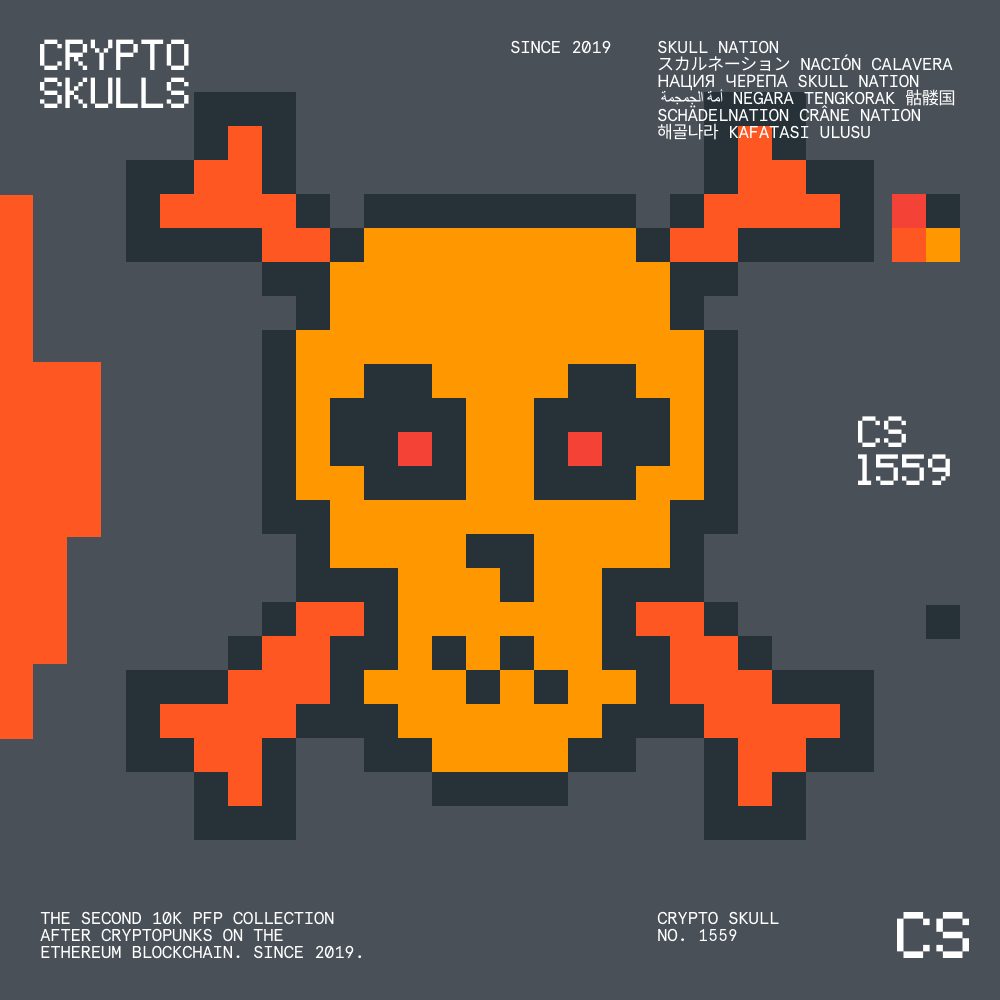 CRYPTO
SKULLS
SINCE 2019
SKULL NATION
スカルネーション NACIÓN CALAVERA
НАЦИЯ ЧЕРЕПА SKULL NATION
أمة الجمجمة NEGARA TENGKORAK 骷髅国
SCHÄDELNATION CRÂNE NATION
해골나라 KAFATASI ULUSU
CS
1559
THE SECOND 10K PFP COLLECTION
AFTER CRYPTOPUNKS ON THE
ETHEREUM BLOCKCHAIN. SINCE 2019.
CRYPTO SKULL
NO. 1559
CS